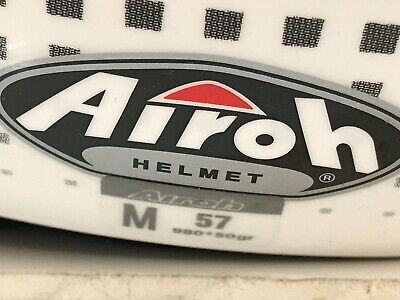 Airoh
HELMET ®
Airoh
M 57
980+50gr